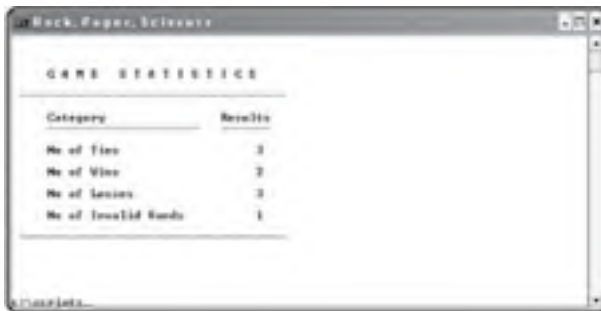 Rock, Paper, Scissors
G A M E S T A T I S T I C S
Category Results
No of Ties 3
No of Wins 2
No of Losses 3
No of Invalid Hands 1